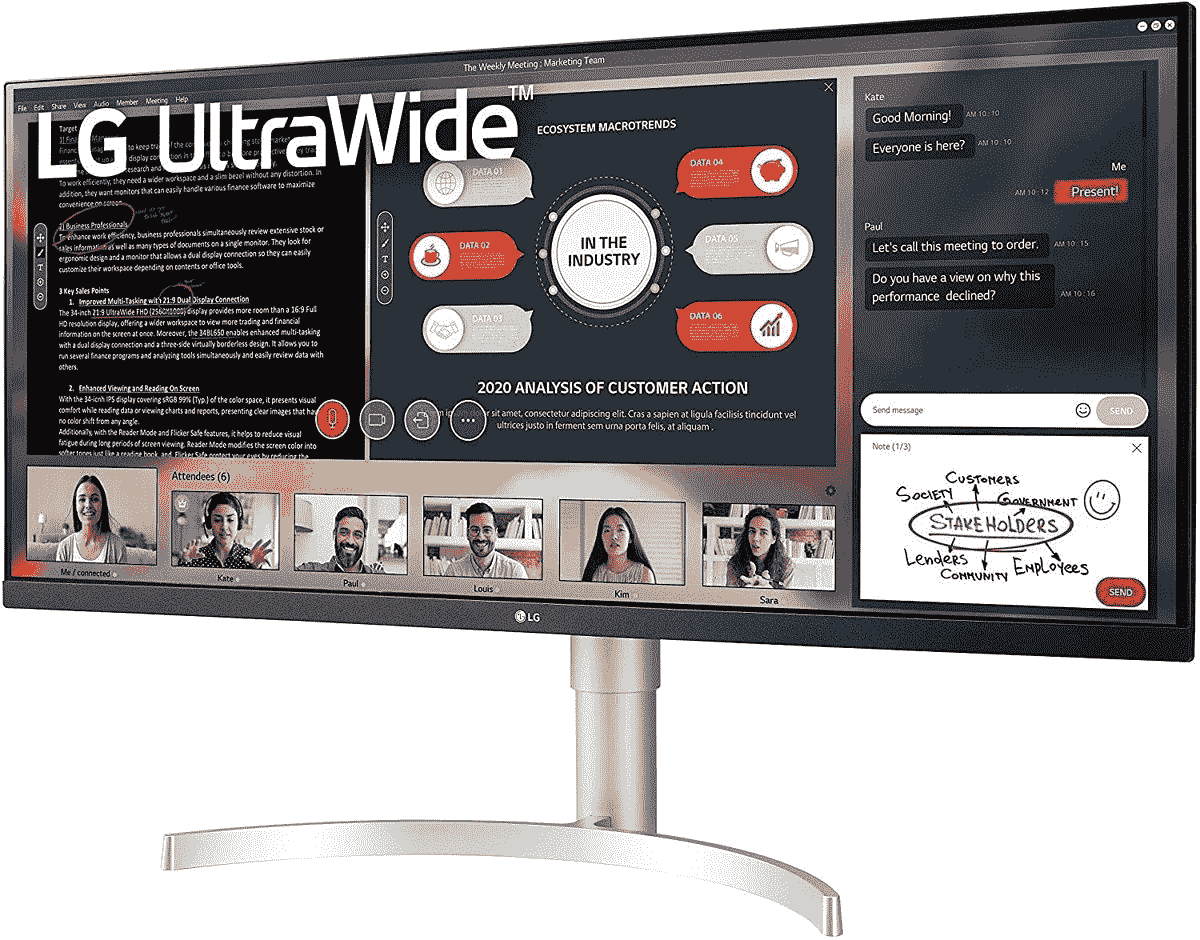 The Weekly Meeting : Marketing Team
File Edit Share View Audio Member Meeting Help
LG UltraWide™
Target
to keep tra
display connection in t
research and
To work efficiently, they need a wider workspace and a slim bezel without any distortion. In
addition, they want monitors that can easily handle various finance software to maximize
convenience on screen.
2) Business Professionals
To enhance work efficiency, business professionals simultaneously review extensive stock or
sales information as well as many types of documents on a single monitor. They look for
ergonomic design and a monitor that allows a dual display connection so they can easily
customize their workspace depending on contents or office tools.
3 Key Sales Points
1. Improved Multi-Tasking with 21:9 Dual Display Connection
The 34-inch 21:9 UltraWide FHD (2560X1080) display provides more room than a 16:9 Full
HD resolution display, offering a wider workspace to view more trading and financial
information on the screen at once. Moreover, the 34BL650 enables enhanced multi-tasking
with a dual display connection and a three-side virtually borderless design. It allows you to
run several finance programs and analyzing tools simultaneously and easily review data with
others.
2. Enhanced Viewing and Reading On Screen
With the 34-icnh IPS display covering sRGB 99% (Typ.) of the color space, it presents visual
comfort while reading data or viewing charts and reports, presenting clear images that ha
no color shift from any angle.
Additionally, with the Reader Mode and Flicker Safe features, it helps to reduce visual
fatigue during long periods of screen viewing. Reader Mode modifies the screen color into
softer tones just like a reading book, and, Flicker Safe protect your eyes by reducing the
ECOSYSTEM MACROTRENDS
DATA 01
DATA 02
DATA 03
IN THE
INDUSTRY
DATA 04
DATA 05
DATA 06
2020 ANALYSIS OF CUSTOMER ACTION
sit amet, consectetur adipiscing elit. Cras a sapien at ligula facilisis tincidunt vel
ultrices justo in ferment sem urna porta felis, at aliquam .
Attendees (6)
Me / connected
Kate
Paul
Louis
Kim
Sara
Kate
Good Morning! AM 10 : 10
Everyone is here? AM 10 : 10
Me
AM 10 : 12 Present!
Paul
Let's call this meeting to order. AM 10 : 15
Do you have a view on why this
performance declined? AM 10 : 16
Send message SEND
Note (1/3)
CUSTOMERS
SOCIETY
GOVERNMENT
STAKEHOLDERS
LENDERS
COMMUNITY
EMPLOYEES
SEND
LG